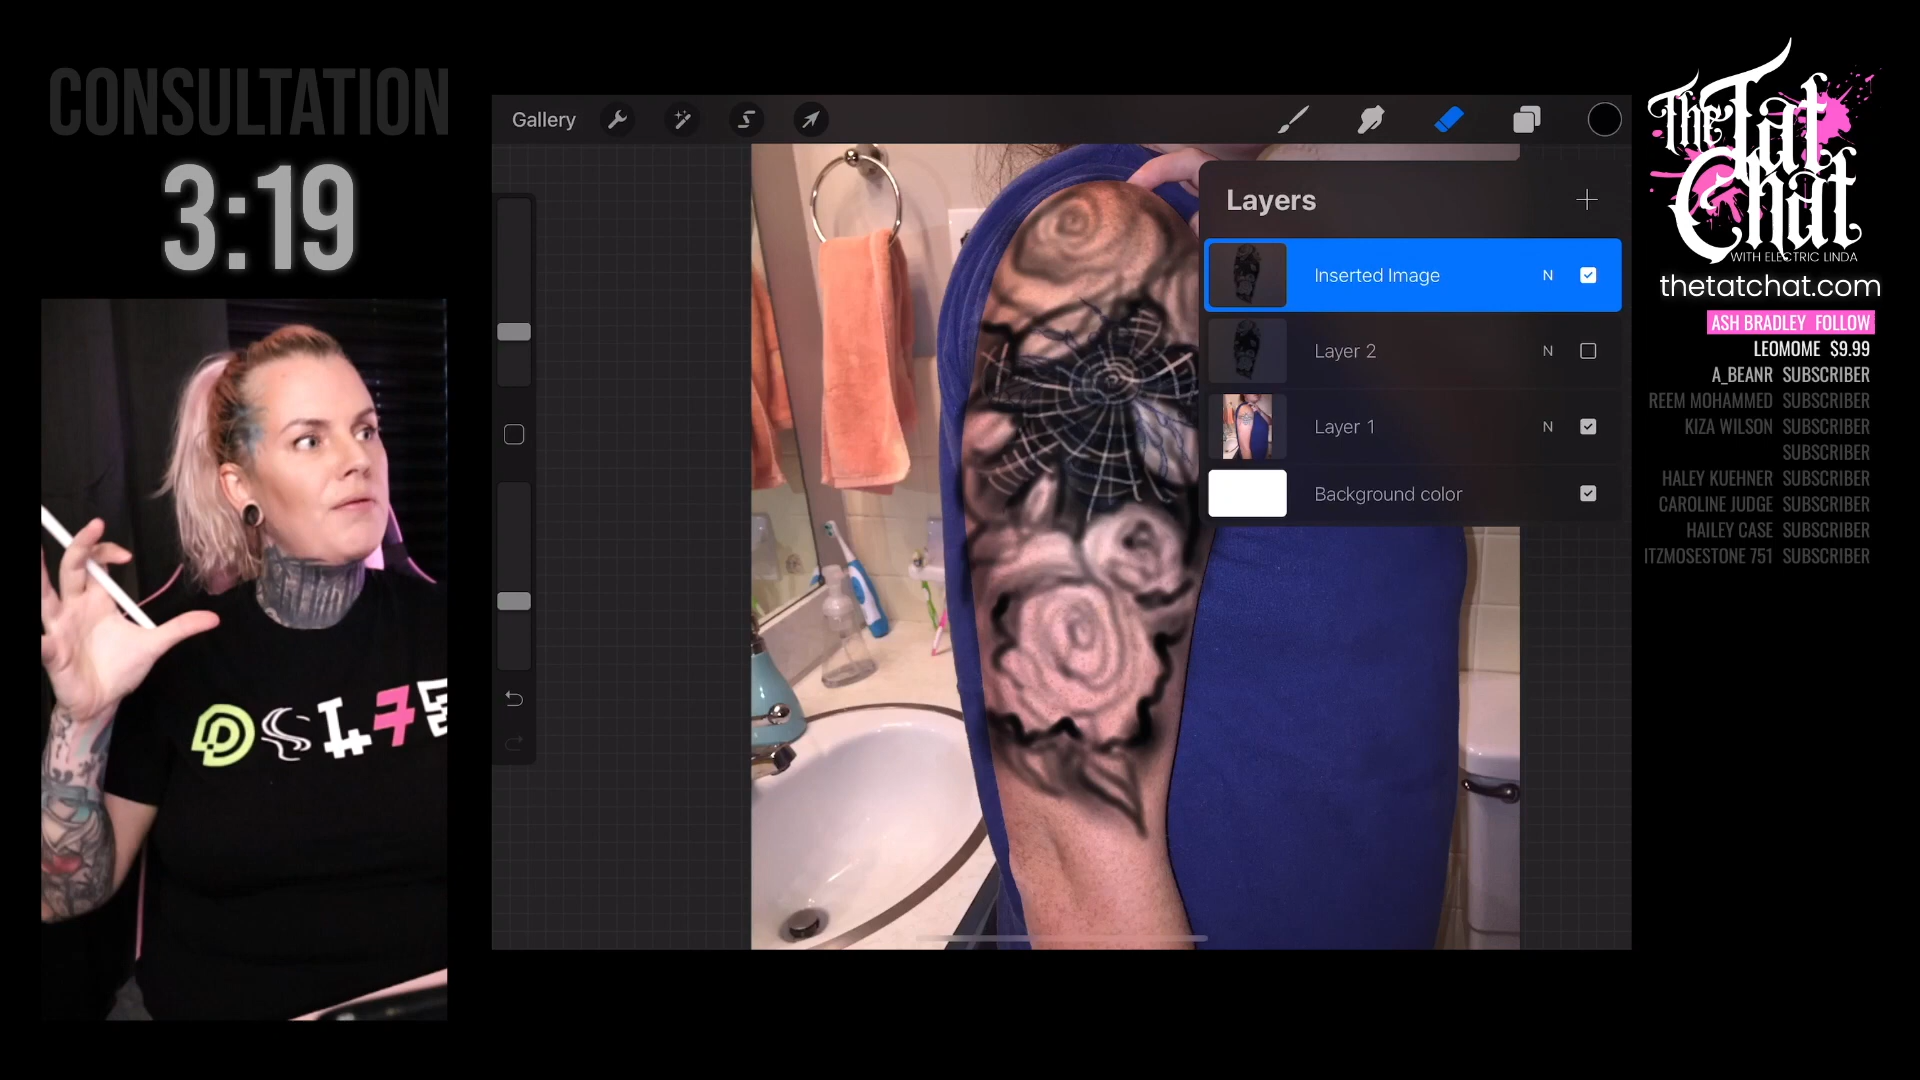 CONSULTATION
3:19
Gallery
Layers
Inserted Image N
Layer 2 N
Layer 1 N
Background color
The Tat Chat
WITH ELECTRIC LINDA
thetatchat.com
ASH BRADLEY FOLLOW
LEOMOME $9.99
A_BEANR SUBSCRIBER
REEM MOHAMMED SUBSCRIBER
KIZA WILSON SUBSCRIBER
SUBSCRIBER
HALEY KUEHNER SUBSCRIBER
CAROLINE JUDGE SUBSCRIBER
HAILEY CASE SUBSCRIBER
ITZMOSESTONE 751 SUBSCRIBER